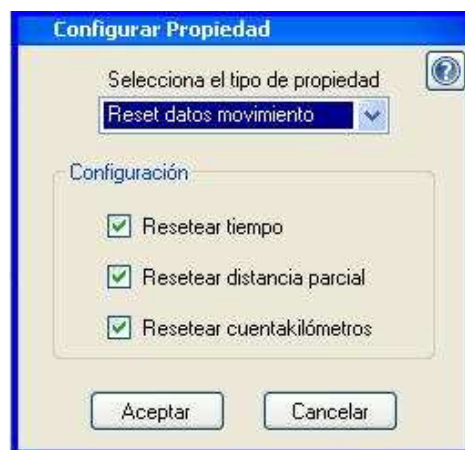 Configurar Propiedad
Selecciona el tipo de propiedad
Reset datos movimiento
Configuración
Resetear tiempo
Resetear distancia parcial
Resetear cuentakilómetros
Aceptar
Cancelar